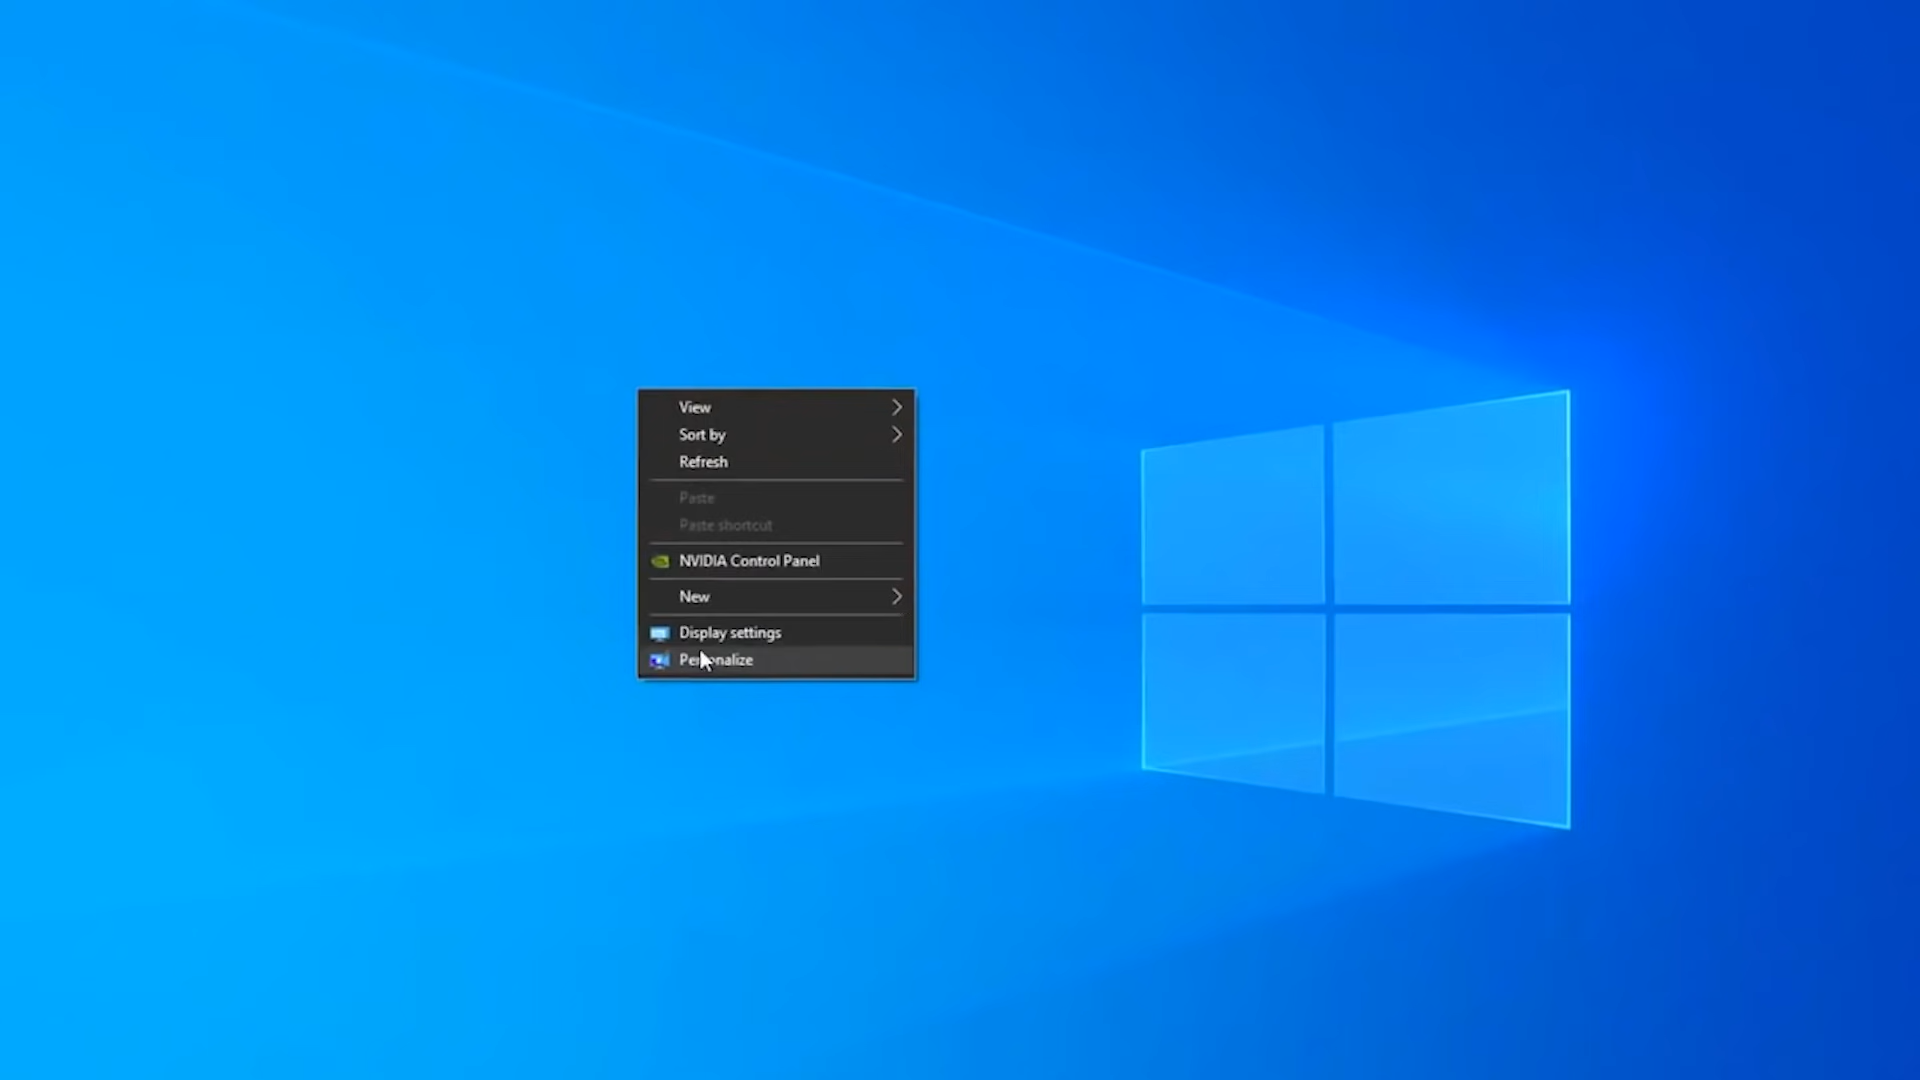 View
Sort by
Refresh
Paste
Paste shortcut
NVIDIA Control Panel
New
Display settings
Personalize